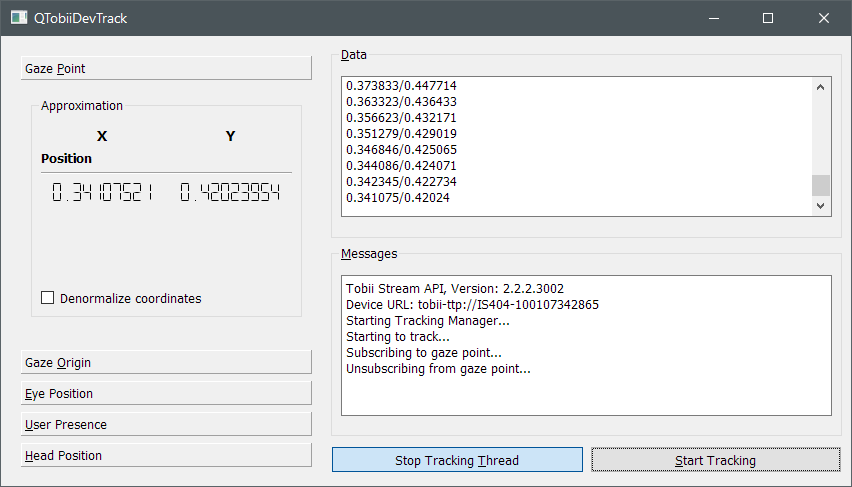 QTobiiDevTrack
Gaze Point
Approximation
X Y
Position
0.34107521 0.42023954
Denormalize coordinates
Gaze Origin
Eye Position
User Presence
Head Position
Data
0.373833/0.447714
0.363323/0.436433
0.356623/0.432171
0.351279/0.429019
0.346846/0.425065
0.344086/0.424071
0.342345/0.422734
0.341075/0.42024
Messages
Tobii Stream API, Version: 2.2.2.3002
Device URL: tobii-ttp://IS404-100107342865
Starting Tracking Manager...
Starting to track...
Subscribing to gaze point...
Unsubscribing from gaze point...
Stop Tracking Thread
Start Tracking